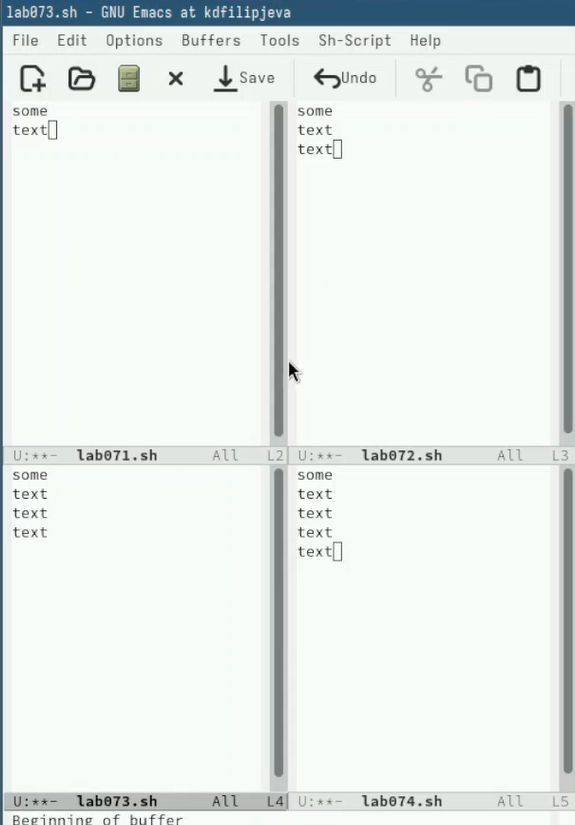 lab073.sh - GNU Emacs at kdfilipjeva
File Edit Options Buffers Tools Sh-Script Help
Save Undo
some
text
U:**- lab071.sh All L2
some
text
text
U:**- lab072.sh All L3
some
text
text
text
U:**- lab073.sh All L4
some
text
text
text
text
U:**- lab074.sh All L5
Beginning of buffer